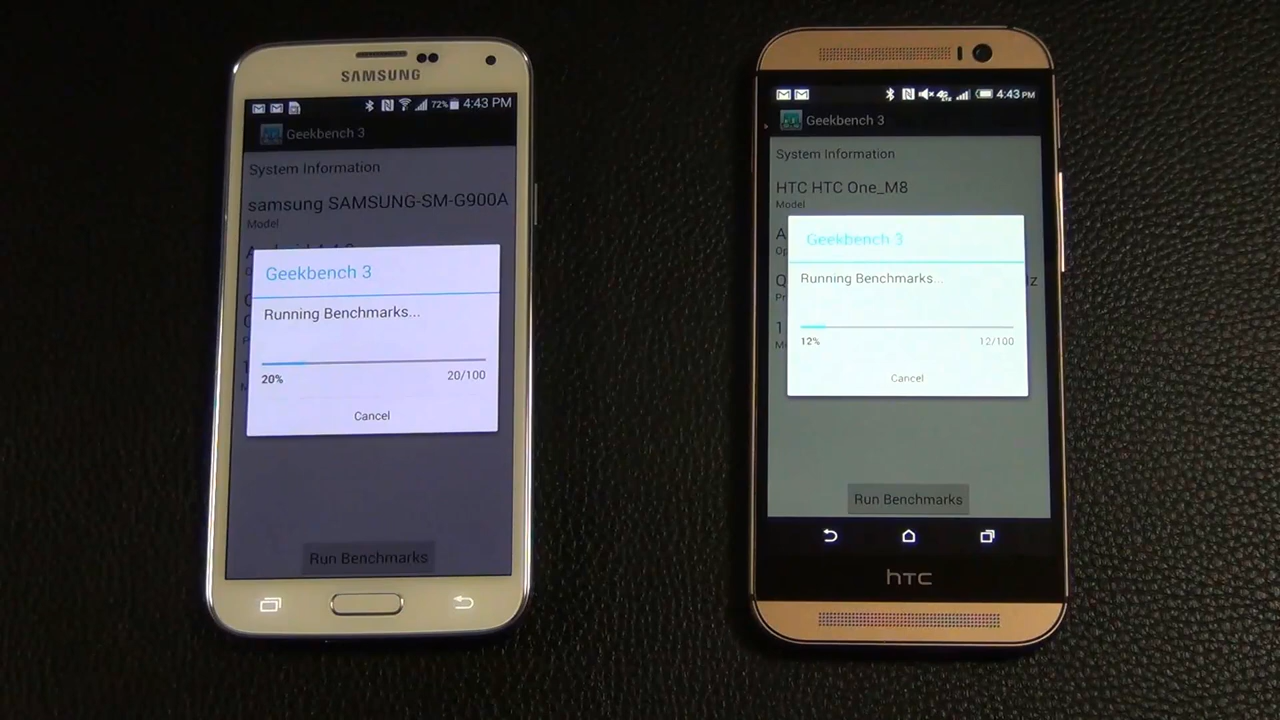 SAMSUNG
72% 4:43 PM
Geekbench 3
System Information
samsung SAMSUNG-SM-G900A
Model
Geekbench 3
Running Benchmarks...
20% 20/100
Cancel
Run Benchmarks
4:43 PM
Geekbench 3
System Information
HTC HTC One_M8
Model
Geekbench 3
Running Benchmarks...
12% 12/100
Cancel
Run Benchmarks
hTC